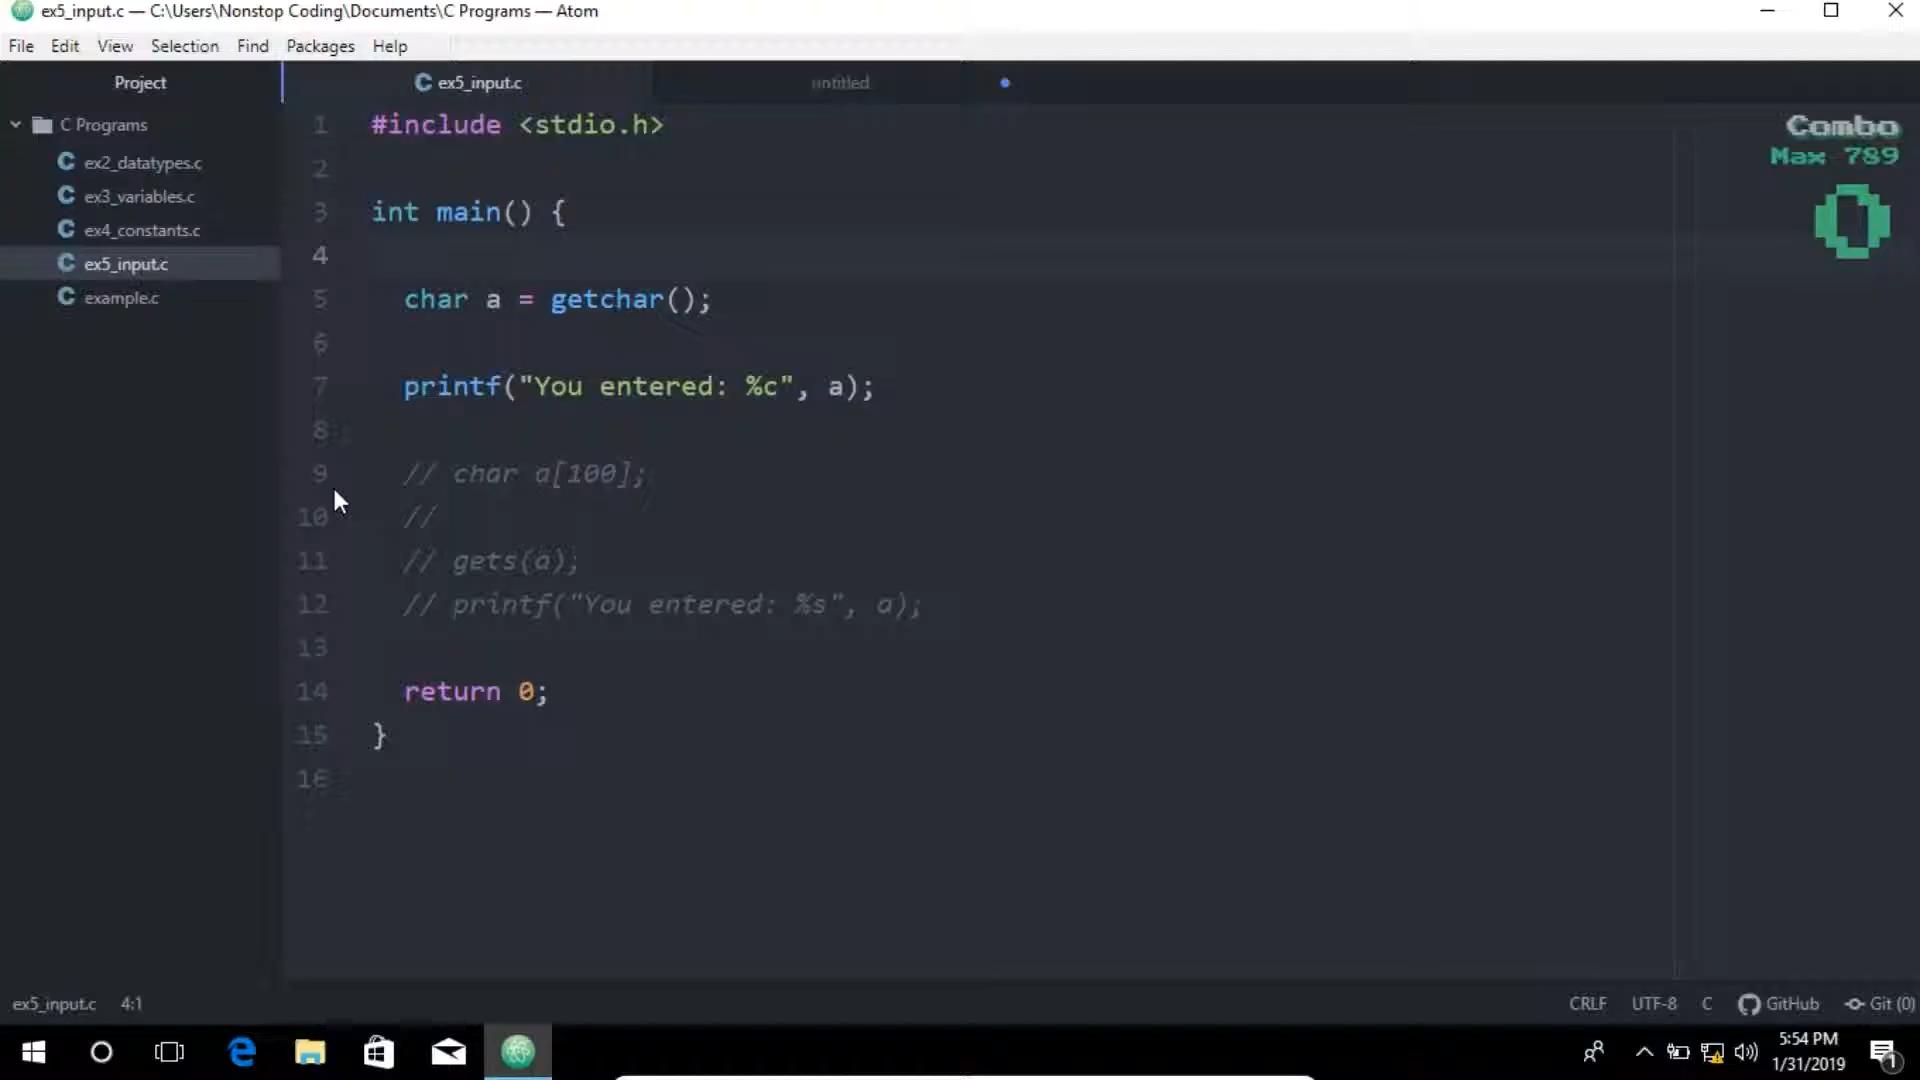 ex5_input.c — C:\Users\Nonstop Coding\Documents\C Programs — Atom
File Edit View Selection Find Packages Help
Project
ex5_input.c
untitled
C Programs
ex2_datatypes.c
ex3_variables.c
ex4_constants.c
ex5_input.c
example.c
1 #include <stdio.h>
2
3 int main() {
4
5 char a = getchar();
6
7 printf("You entered: %c", a);
8
9 // char a[100];
10 //
11 // gets(a);
12 // printf("You entered: %s", a);
13
14 return 0;
15 }
16
Combo
Max 789
0
ex5_input.c 4:1
CRLF UTF-8 C GitHub Git (0)
5:54 PM
1/31/2019
1